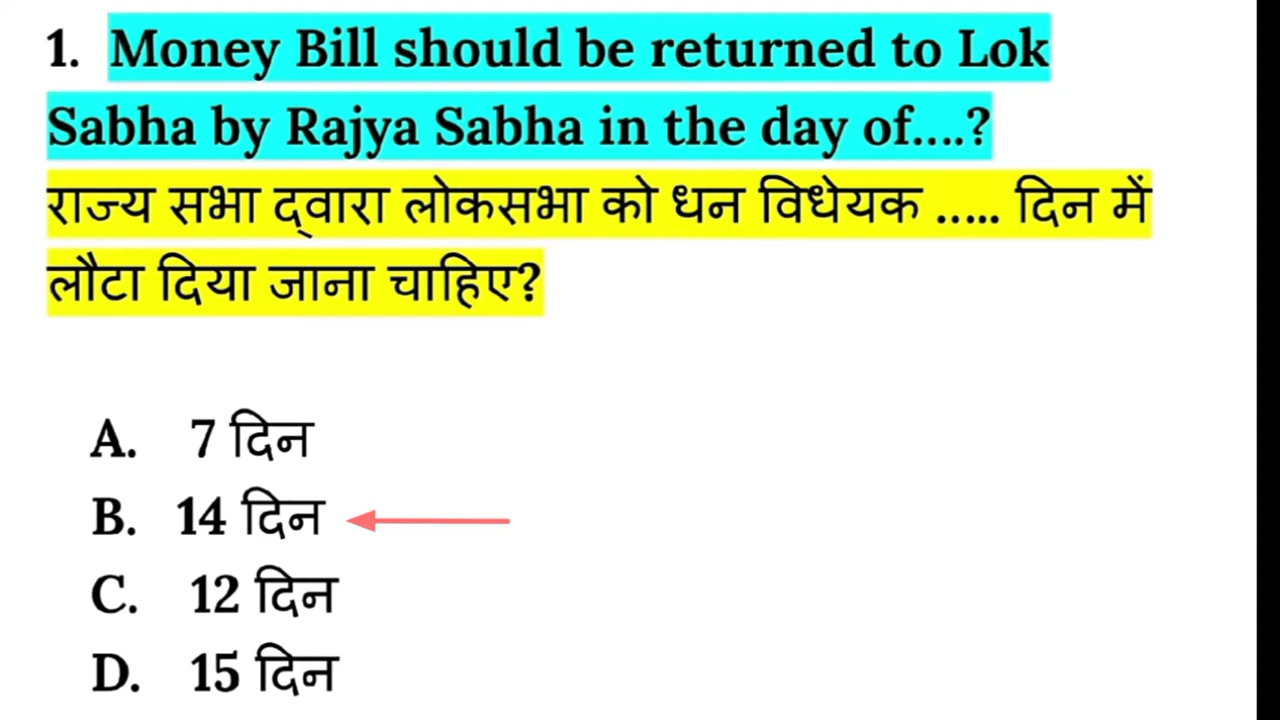 1. Money Bill should be returned to Lok
Sabha by Rajya Sabha in the day of....?
राज्य सभा द्वारा लोकसभा को धन विधेयक ..... दिन में
लौटा दिया जाना चाहिए?
A. 7 दिन
B. 14 दिन
C. 12 दिन
D. 15 दिन